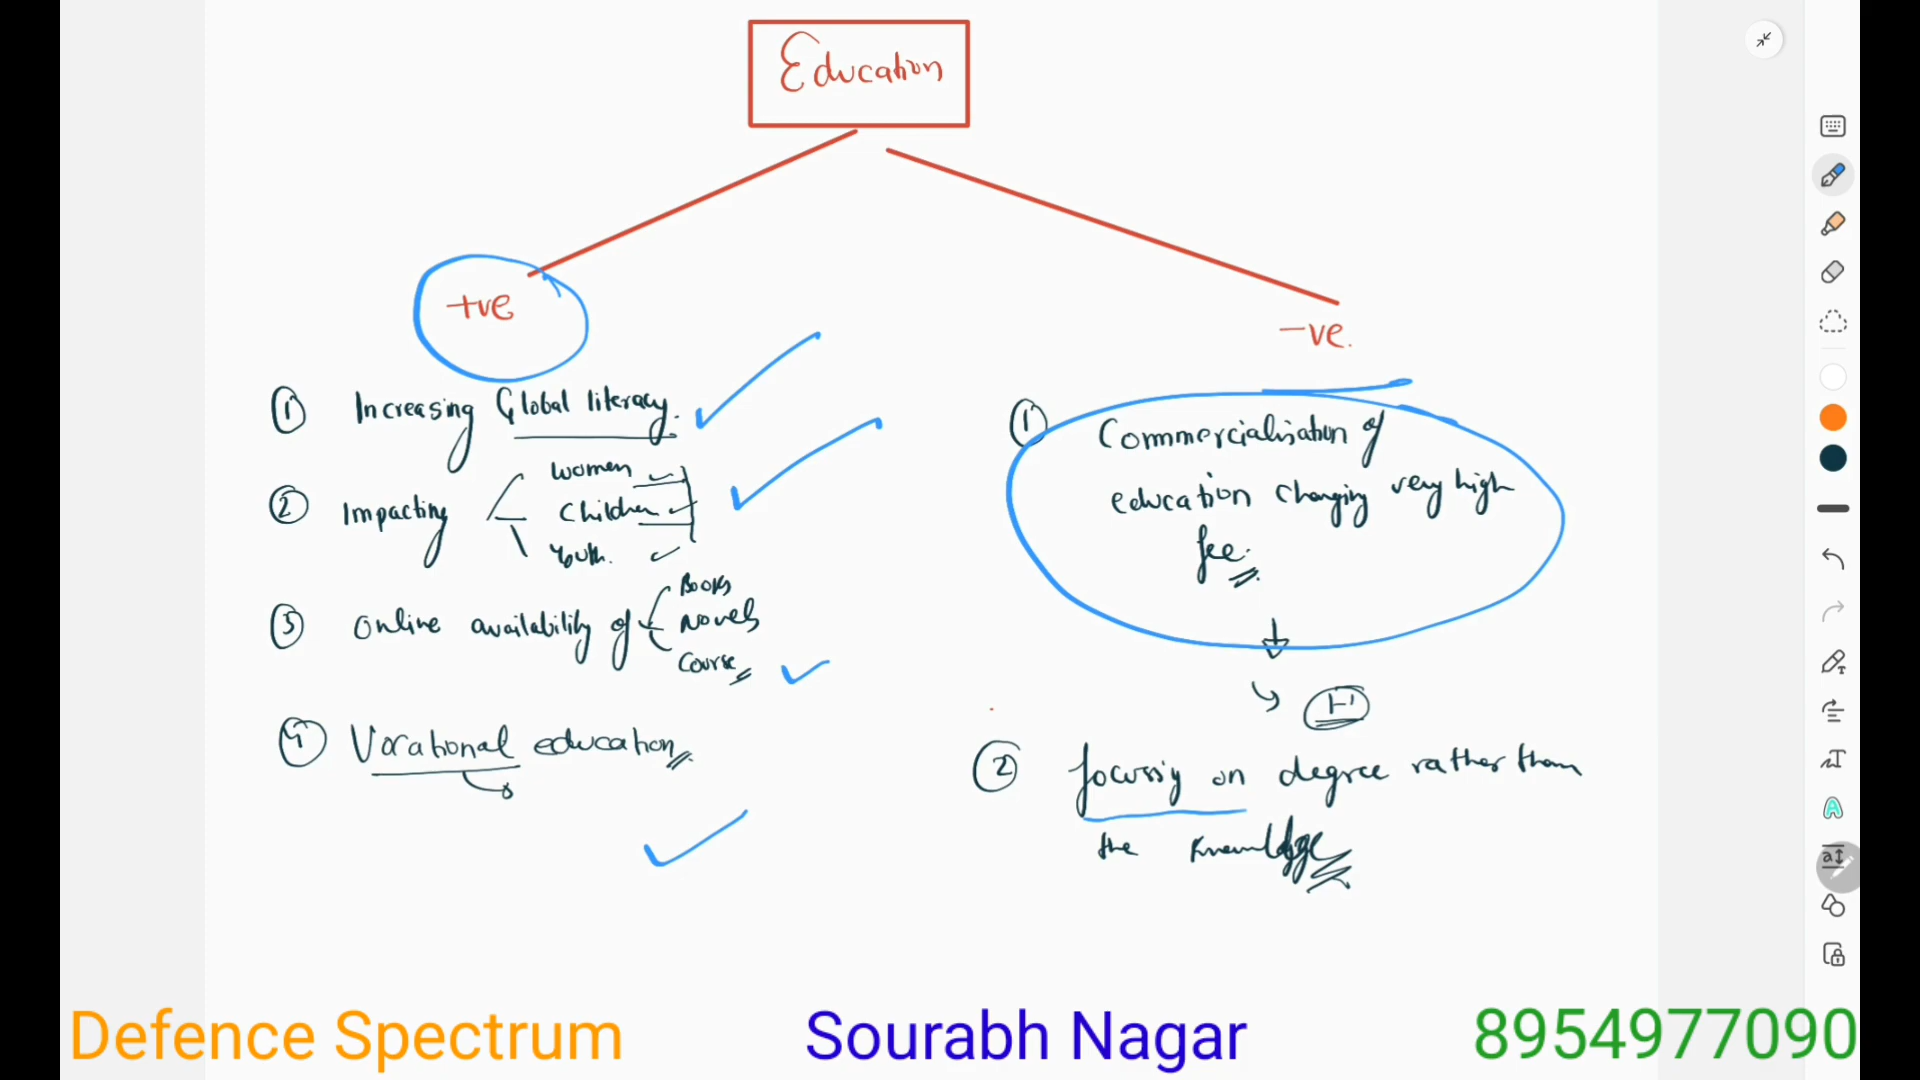 Education
+ve
-ve.
① Increasing Global literacy.
② Impacting
Women
Children
Youth.
③ Online availability of
Books
Novels
Course
④ Vocational education
① Commercialisation of
education charging very high
fee.
② focussing on degree rather than
the knowledge
Defence Spectrum
Sourabh Nagar
8954977090